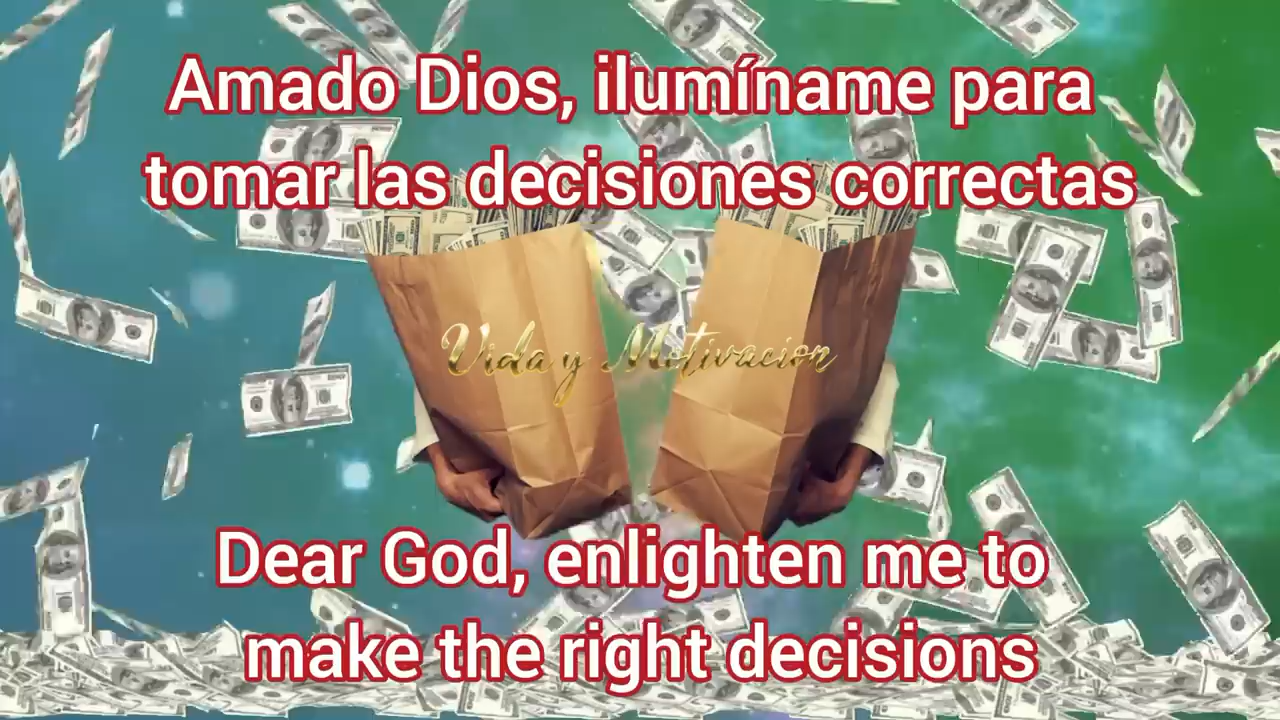 Amado Dios, ilumíname para
tomar las decisiones correctas
Vida y Motivacion
Dear God, enlighten me to
make the right decisions